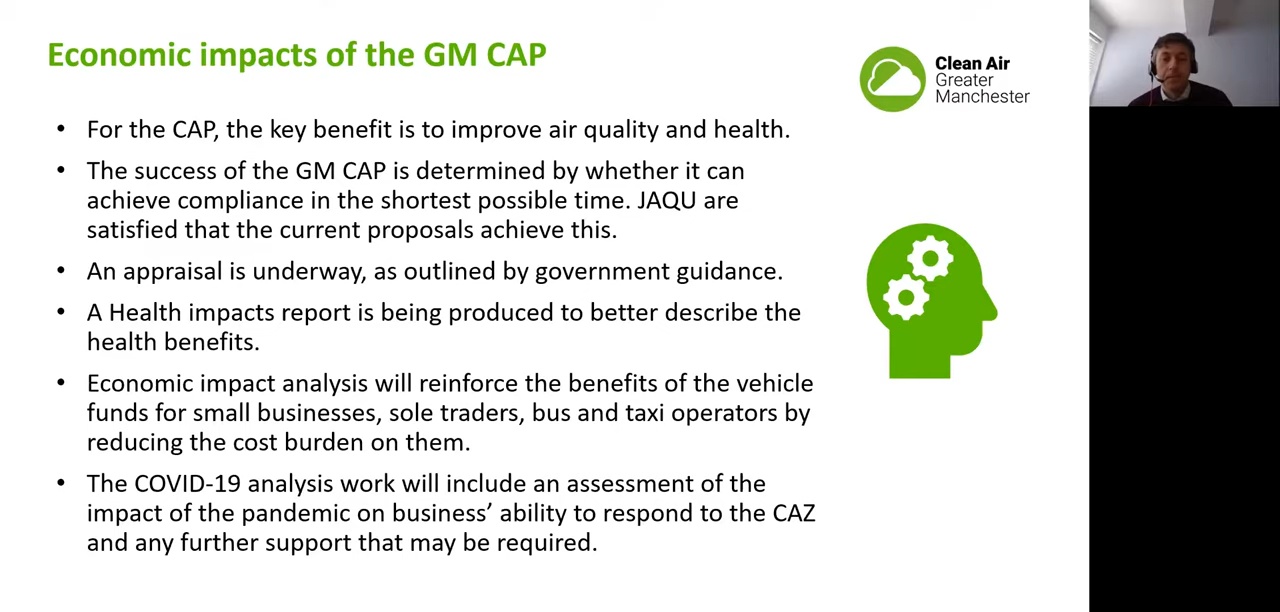 Economic impacts of the GM CAP
Clean Air
Greater
Manchester
• For the CAP, the key benefit is to improve air quality and health.
• The success of the GM CAP is determined by whether it can
achieve compliance in the shortest possible time. JAQU are
satisfied that the current proposals achieve this.
• An appraisal is underway, as outlined by government guidance.
• A Health impacts report is being produced to better describe the
health benefits.
• Economic impact analysis will reinforce the benefits of the vehicle
funds for small businesses, sole traders, bus and taxi operators by
reducing the cost burden on them.
• The COVID-19 analysis work will include an assessment of the
impact of the pandemic on business’ ability to respond to the CAZ
and any further support that may be required.